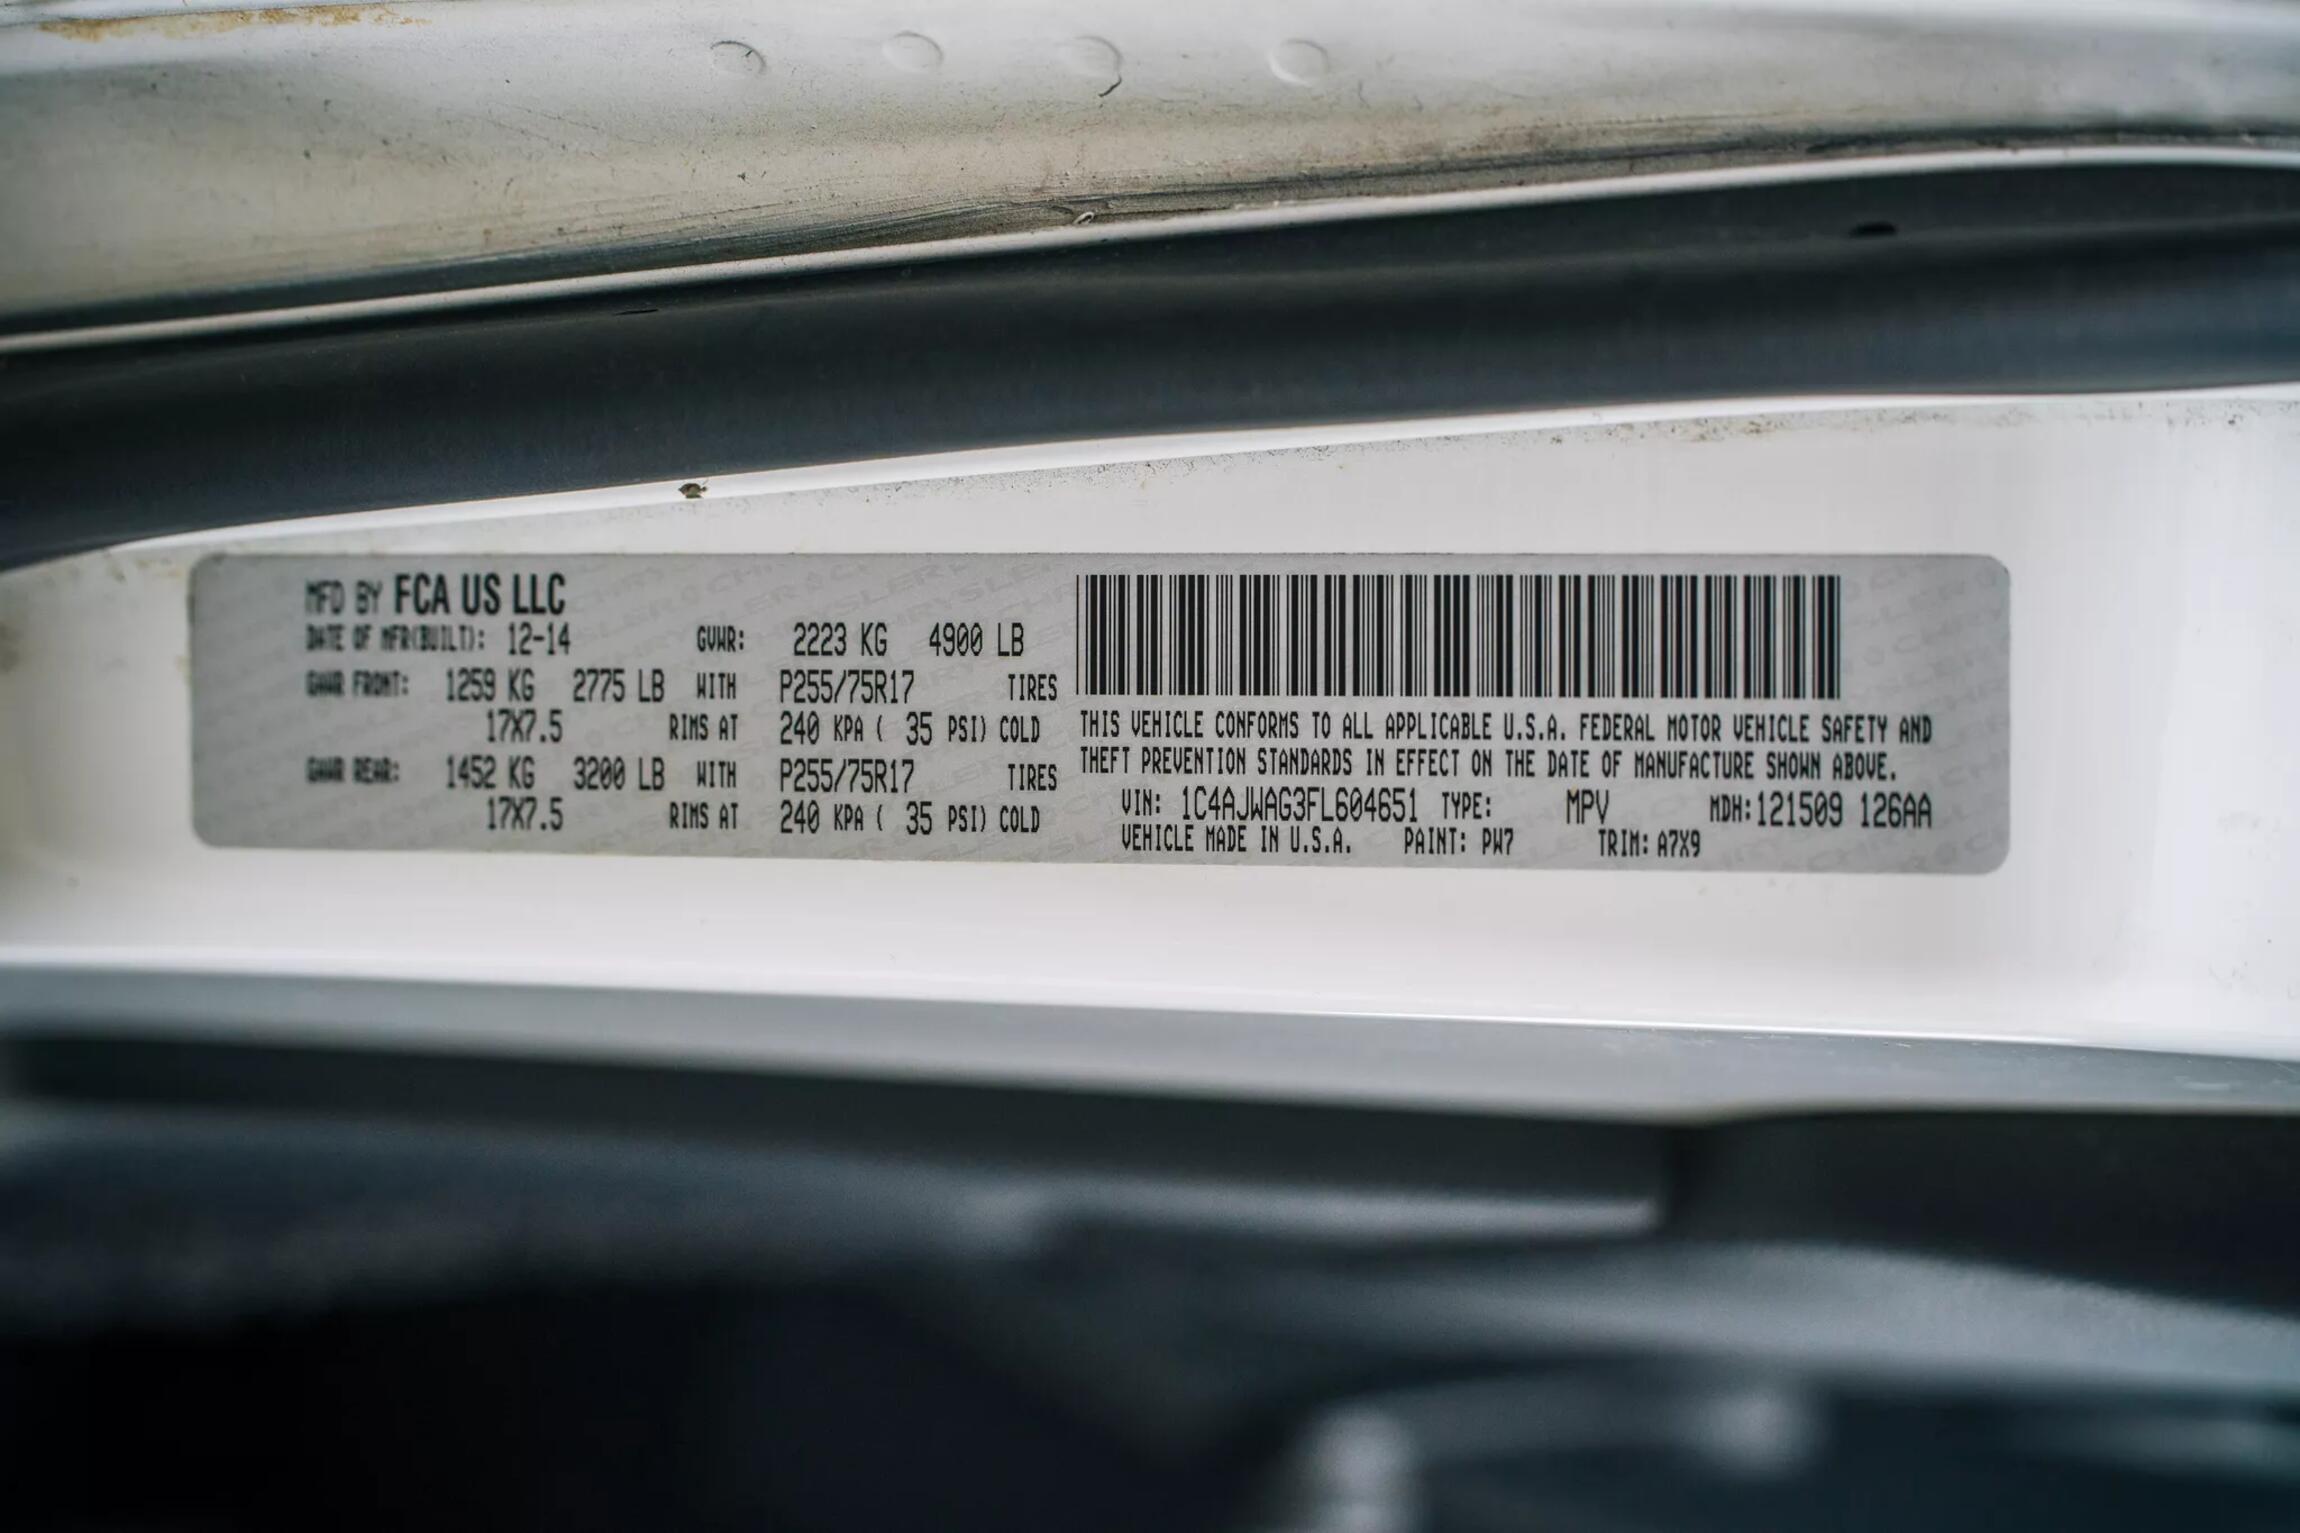 MFD BY FCA US LLC
DATE OF MFR(BUILT): 12-14 GVWR: 2223 KG 4900 LB
GAWR FRONT: 1259 KG 2775 LB WITH P255/75R17 TIRES
17X7.5 RIMS AT 240 KPA ( 35 PSI) COLD
GAWR REAR: 1452 KG 3200 LB WITH P255/75R17 TIRES
17X7.5 RIMS AT 240 KPA ( 35 PSI) COLD
THIS VEHICLE CONFORMS TO ALL APPLICABLE U.S.A. FEDERAL MOTOR VEHICLE SAFETY AND
THEFT PREVENTION STANDARDS IN EFFECT ON THE DATE OF MANUFACTURE SHOWN ABOVE.
VIN: 1C4AJWAG3FL604651 TYPE: MPV MDH:121509 126AA
VEHICLE MADE IN U.S.A. PAINT: PW7 TRIM: A7X9